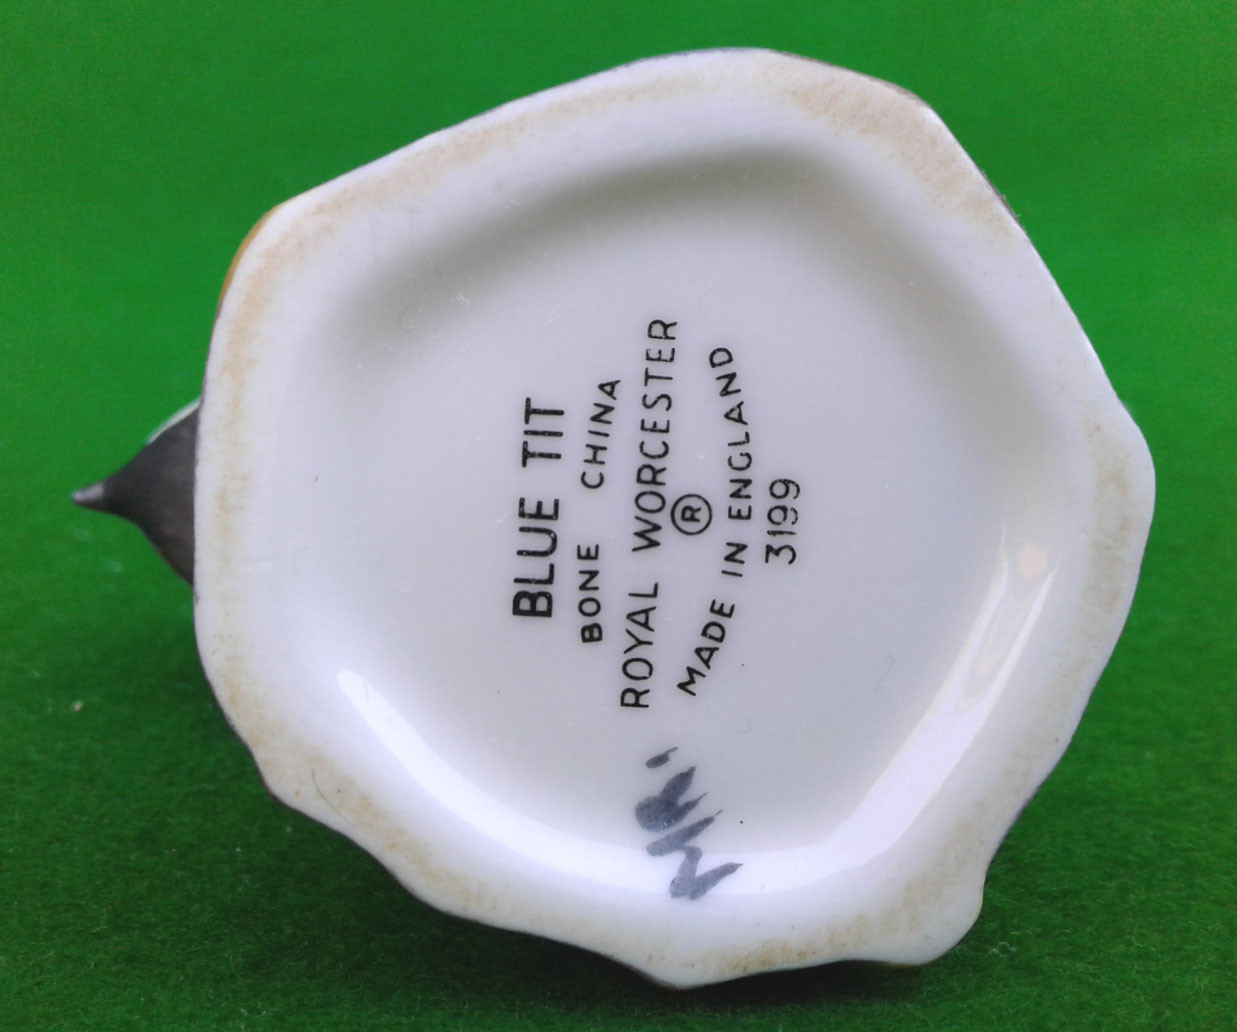 BLUE TIT
BONE CHINA
ROYAL WORCESTER
®
MADE IN ENGLAND
3199